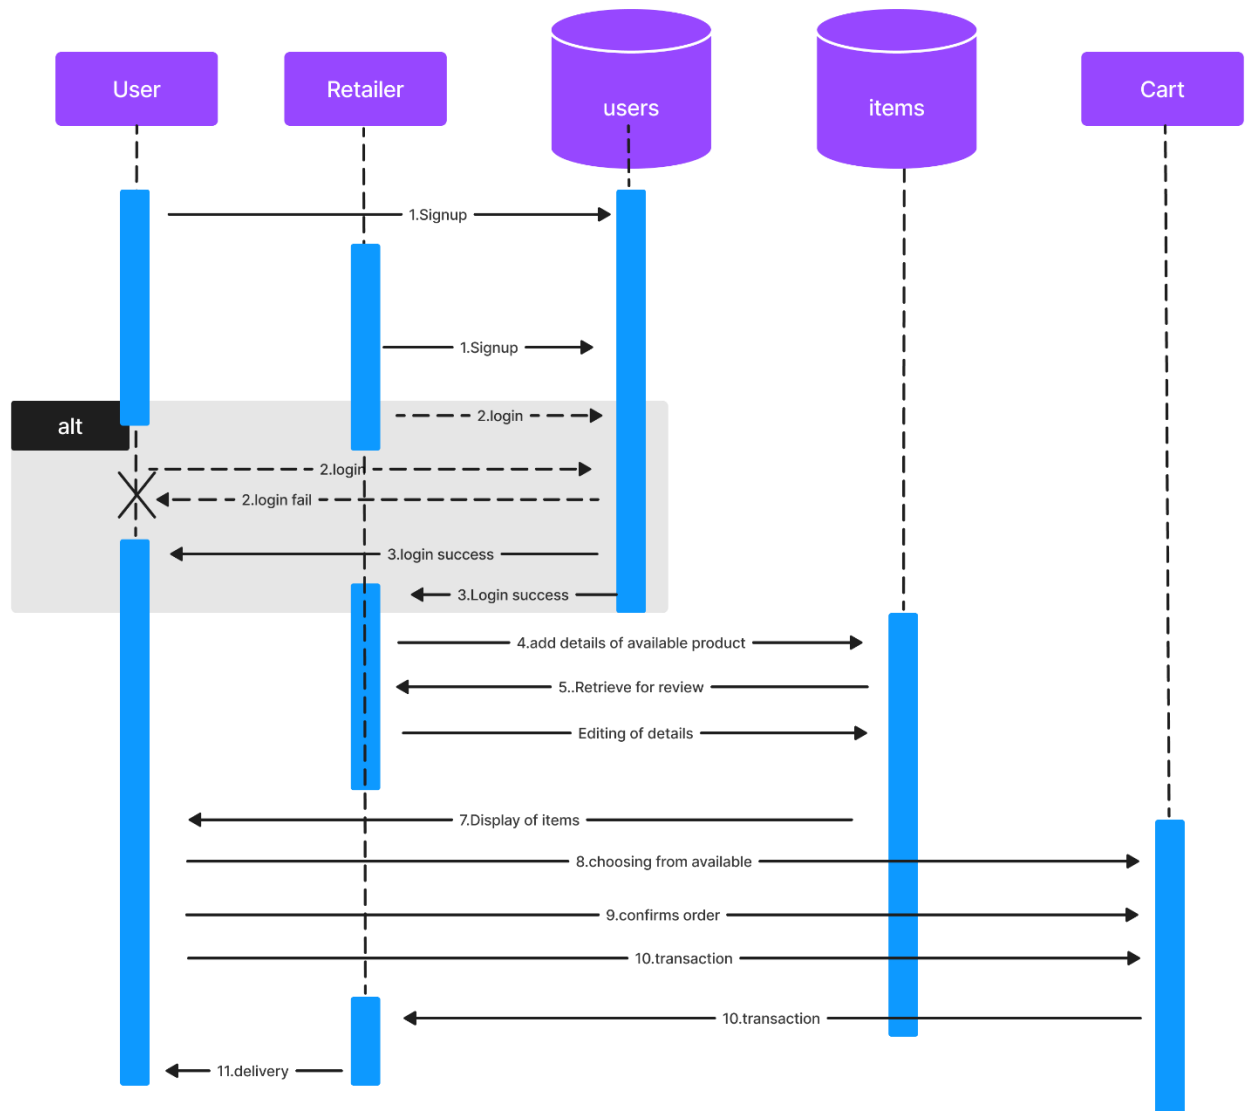 User
Retailer
users
items
Cart
1.Signup
1.Signup
alt
2.login
2.login
2.login fail
3.login success
3.Login success
4.add details of available product
5..Retrieve for review
Editing of details
7.Display of items
8.choosing from available
9.confirms order
10.transaction
10.transaction
11.delivery